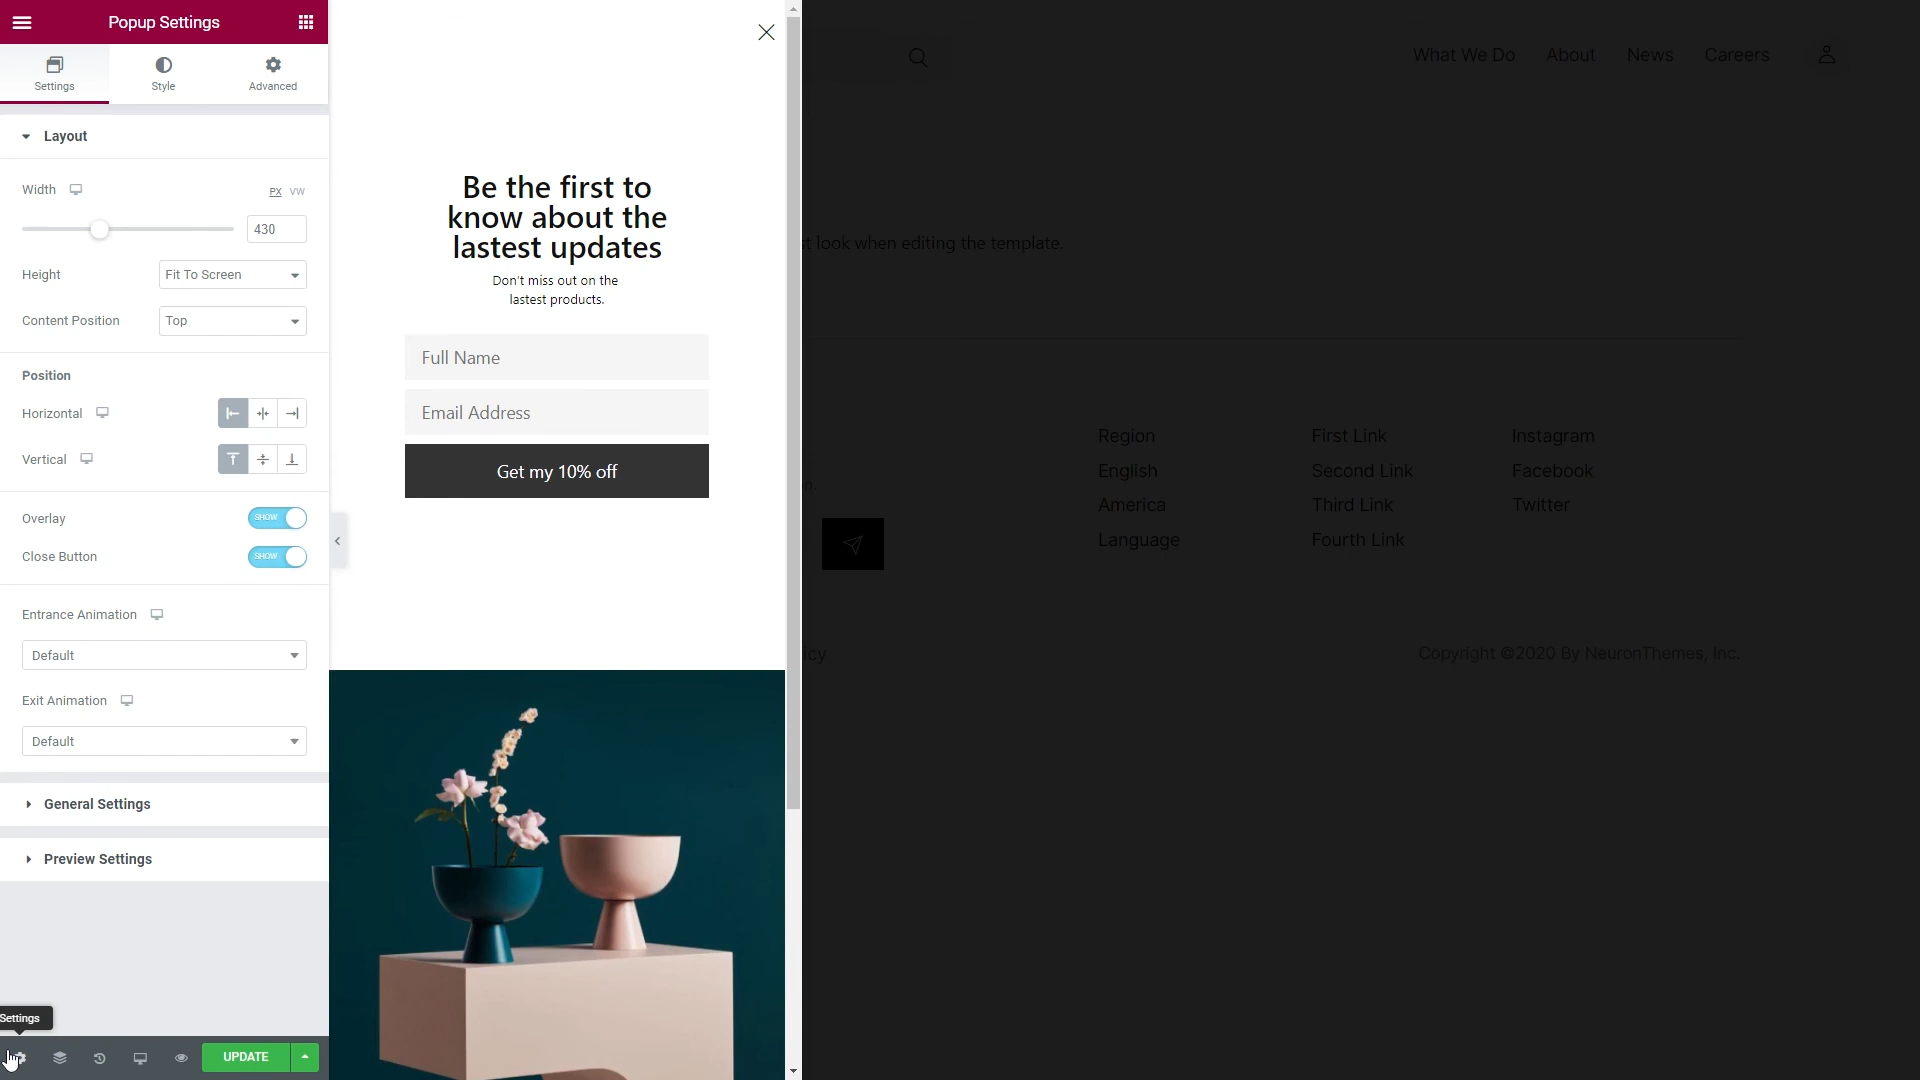 Popup Settings
Settings
Style
Advanced
Layout
Width
PX VW
430
Height
Fit To Screen
Content Position
Top
Position
Horizontal
Vertical
Overlay
SHOW
Close Button
SHOW
Entrance Animation
Default
Exit Animation
Default
General Settings
Preview Settings
Settings
UPDATE
Be the first to
know about the
lastest updates
Don't miss out on the
lastest products.
Full Name
Email Address
Get my 10% off
What We Do
About
News
Careers
st look when editing the template.
Region
English
America
Language
First Link
Second Link
Third Link
Fourth Link
Instagram
Facebook
Twitter
n.
icy
Copyright ©2020 By NeuronThemes, Inc.